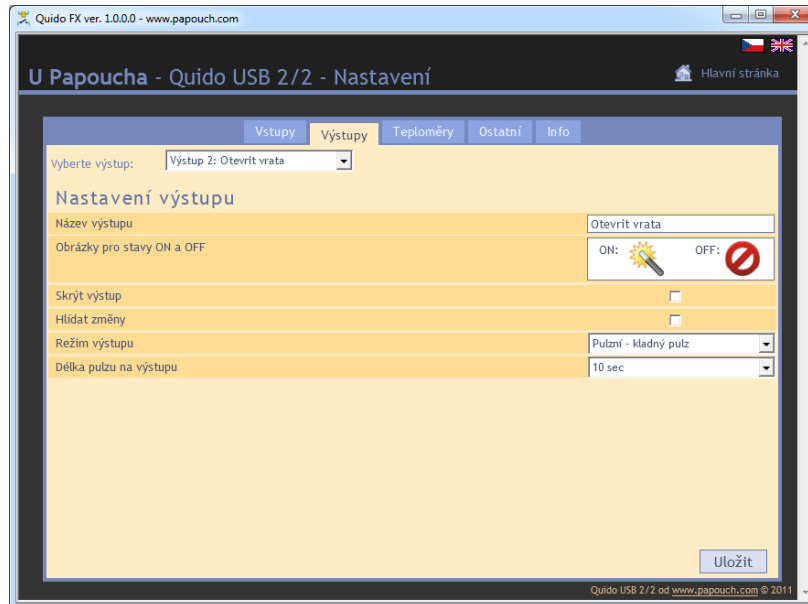 Quido FX ver. 1.0.0.0 - www.papouch.com
U Papoucha - Quido USB 2/2 - Nastavení
Hlavní stránka
Vstupy Výstupy Teploměry Ostatní Info
Vyberte výstup: Výstup 2: Otevrit vrata
Nastavení výstupu
Název výstupu Otevrit vrata
Obrázky pro stavy ON a OFF ON: OFF:
Skrýt výstup
Hlídat změny
Režim výstupu Pulzní - kladný pulz
Délka pulzu na výstupu 10 sec
Uložit
Quido USB 2/2 od www.papouch.com © 2011